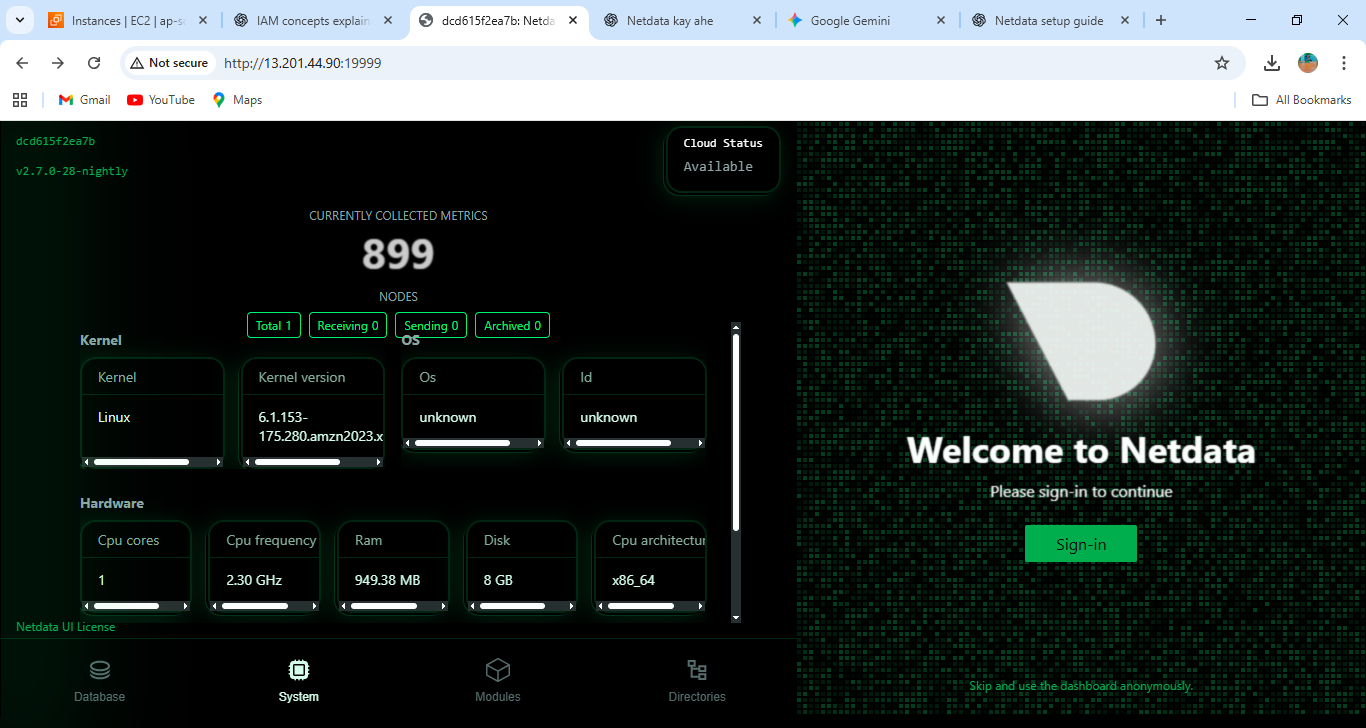 Instances | EC2 | ap-so
IAM concepts explain
dcd615f2ea7b: Netda
Netdata kay ahe
Google Gemini
Netdata setup guide
Not secure
http://13.201.44.90:19999
Gmail
YouTube
Maps
All Bookmarks
dcd615f2ea7b
v2.7.0-28-nightly
Cloud Status
Available
CURRENTLY COLLECTED METRICS
899
NODES
Total 1
Receiving 0
Sending 0
Archived 0
Kernel
OS
Kernel
Kernel version
Os
Id
Linux
6.1.153-
175.280.amzn2023.x
unknown
unknown
Hardware
Cpu cores
Cpu frequency
Ram
Disk
Cpu architectur
1
2.30 GHz
949.38 MB
8 GB
x86_64
Netdata UI License
Database
System
Modules
Directories
Welcome to Netdata
Please sign-in to continue
Sign-in
Skip and use the dashboard anonymously.